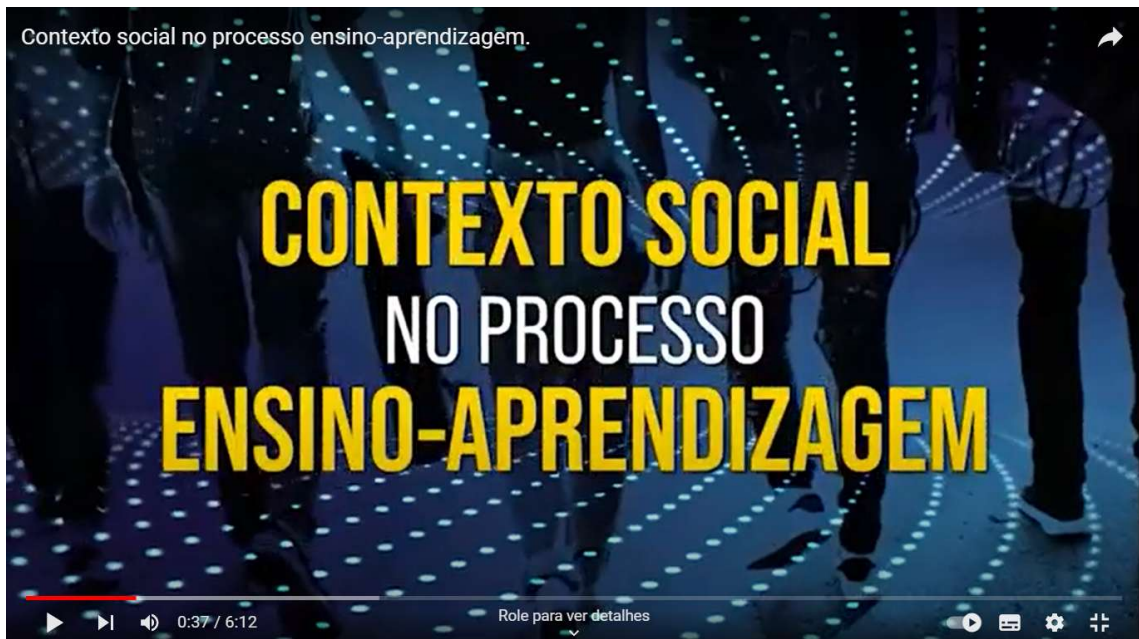 Contexto social no processo ensino-aprendizagem.
CONTEXTO SOCIAL
NO PROCESSO
ENSINO-APRENDIZAGEM
0:37 / 6:12
Role para ver detalhes